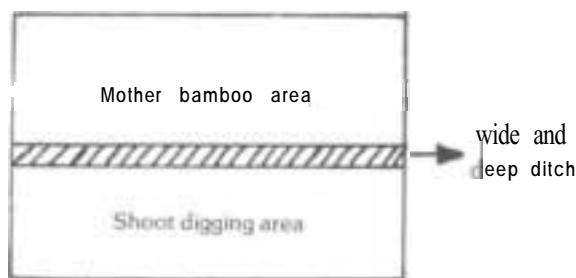 Mother bamboo area
wide and
deep ditch
Shoot digging area